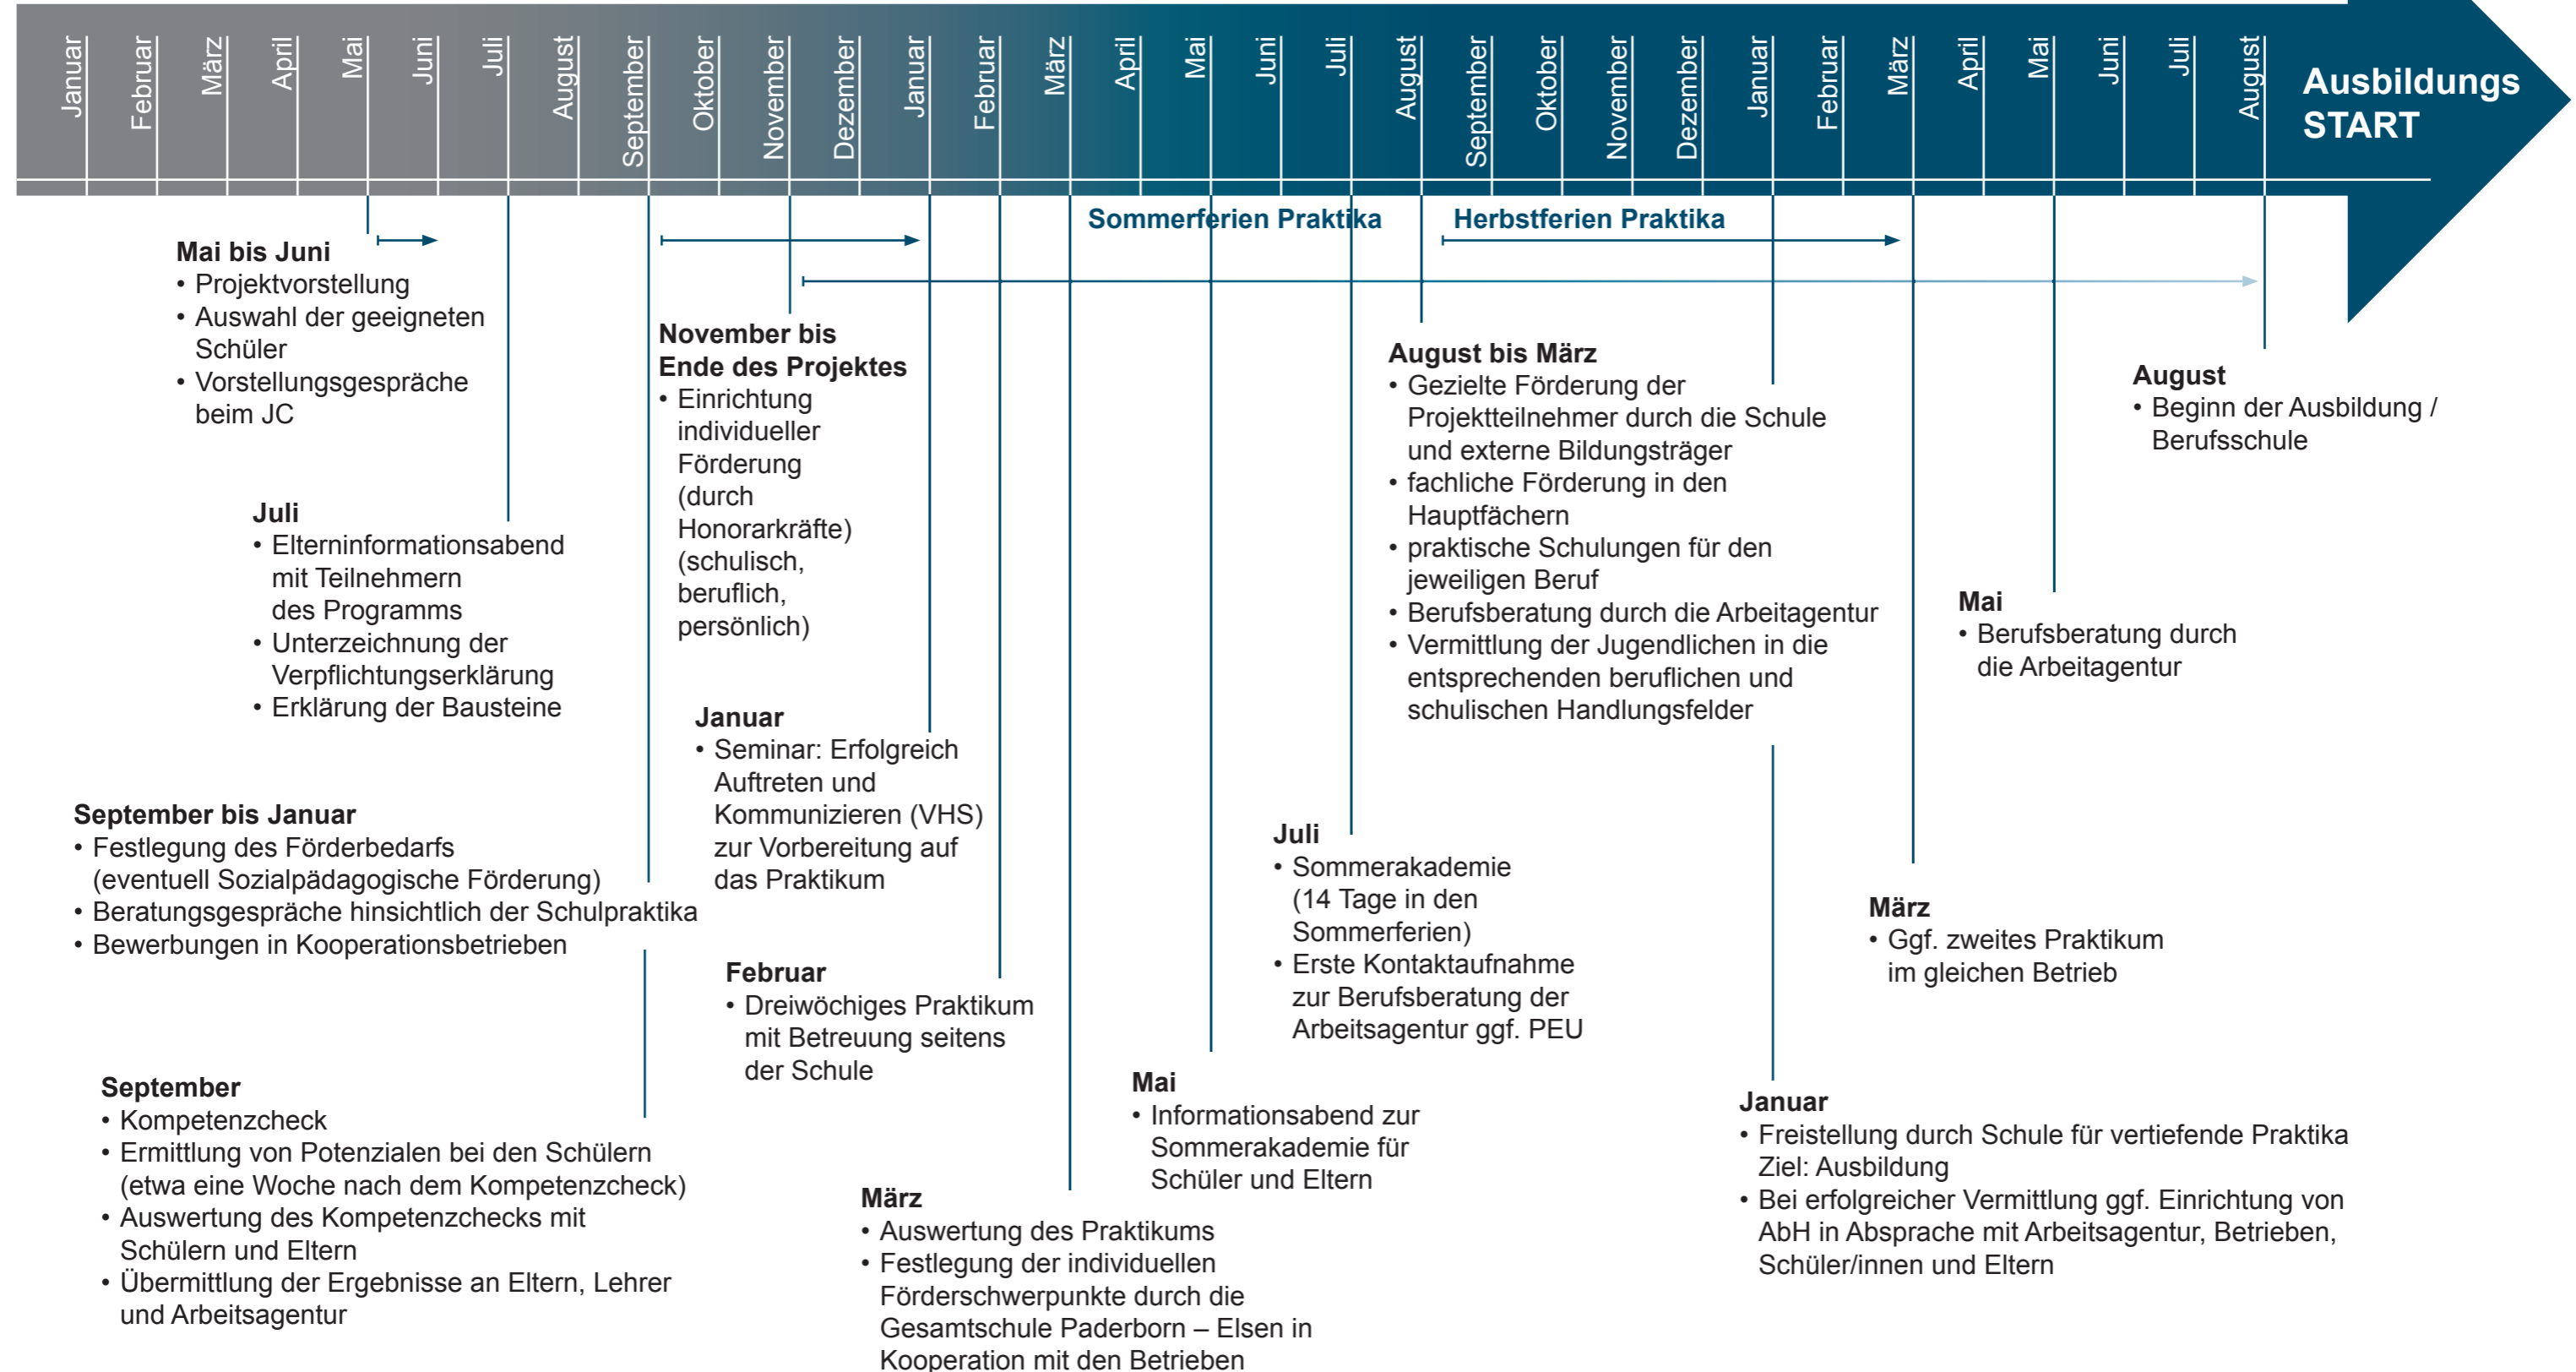 Januar
Februar
März
April
Mai
Juni
Juli
August
September
Oktober
November
Dezember
Januar
Februar
März
April
Mai
Juni
Juli
August
September
Oktober
November
Dezember
Januar
Februar
März
April
Mai
Juni
Juli
August
Ausbildungs
START
Sommerferien Praktika
Herbstferien Praktika
Mai bis Juni
• Projektvorstellung
• Auswahl der geeigneten
Schüler
• Vorstellungsgespräche
beim JC
Juli
• Elterninformationsabend
mit Teilnehmern
des Programms
• Unterzeichnung der
Verpflichtungserklärung
• Erklärung der Bausteine
September bis Januar
• Festlegung des Förderbedarfs
(eventuell Sozialpädagogische Förderung)
• Beratungsgespräche hinsichtlich der Schulpraktika
• Bewerbungen in Kooperationsbetrieben
September
• Kompetenzcheck
• Ermittlung von Potenzialen bei den Schülern
(etwa eine Woche nach dem Kompetenzcheck)
• Auswertung des Kompetenzchecks mit
Schülern und Eltern
• Übermittlung der Ergebnisse an Eltern, Lehrer
und Arbeitsagentur
November bis
Ende des Projektes
• Einrichtung
individueller
Förderung
(durch
Honorarkräfte)
(schulisch,
beruflich,
persönlich)
Januar
• Seminar: Erfolgreich
Auftreten und
Kommunizieren (VHS)
zur Vorbereitung auf
das Praktikum
Februar
• Dreiwöchiges Praktikum
mit Betreuung seitens
der Schule
März
• Auswertung des Praktikums
• Festlegung der individuellen
Förderschwerpunkte durch die
Gesamtschule Paderborn – Elsen in
Kooperation mit den Betrieben
Mai
• Informationsabend zur
Sommerakademie für
Schüler und Eltern
Juli
• Sommerakademie
(14 Tage in den
Sommerferien)
• Erste Kontaktaufnahme
zur Berufsberatung der
Arbeitsagentur ggf. PEU
August bis März
• Gezielte Förderung der
Projektteilnehmer durch die Schule
und externe Bildungsträger
• fachliche Förderung in den
Hauptfächern
• praktische Schulungen für den
jeweiligen Beruf
• Berufsberatung durch die Arbeitagentur
• Vermittlung der Jugendlichen in die
entsprechenden beruflichen und
schulischen Handlungsfelder
Januar
• Freistellung durch Schule für vertiefende Praktika
Ziel: Ausbildung
• Bei erfolgreicher Vermittlung ggf. Einrichtung von
AbH in Absprache mit Arbeitsagentur, Betrieben,
Schüler/innen und Eltern
März
• Ggf. zweites Praktikum
im gleichen Betrieb
Mai
• Berufsberatung durch
die Arbeitagentur
August
• Beginn der Ausbildung /
Berufsschule